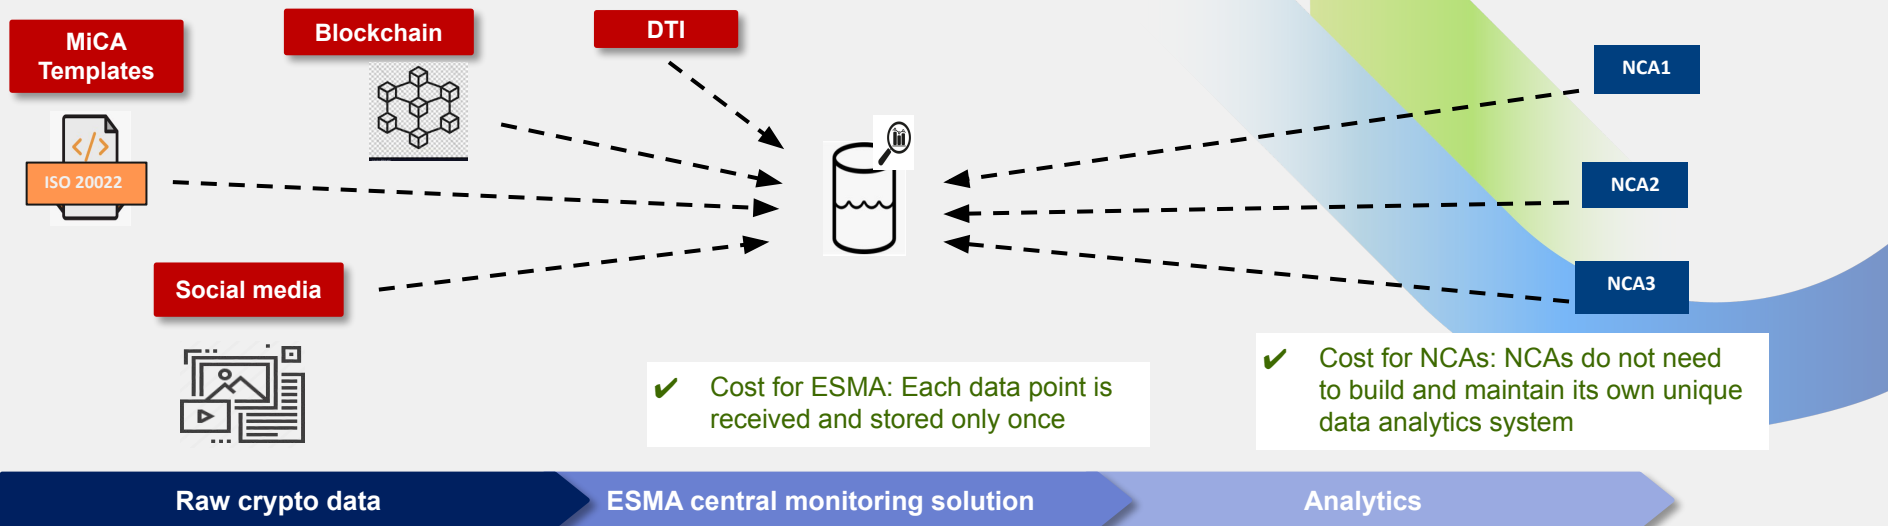 MiCA
Templates
Blockchain
DTI
NCA1
</>
ISO 20022
NCA2
Social media
NCA3
✔ Cost for ESMA: Each data point is
received and stored only once
✔ Cost for NCAs: NCAs do not need
to build and maintain its own unique
data analytics system
Raw crypto data
ESMA central monitoring solution
Analytics